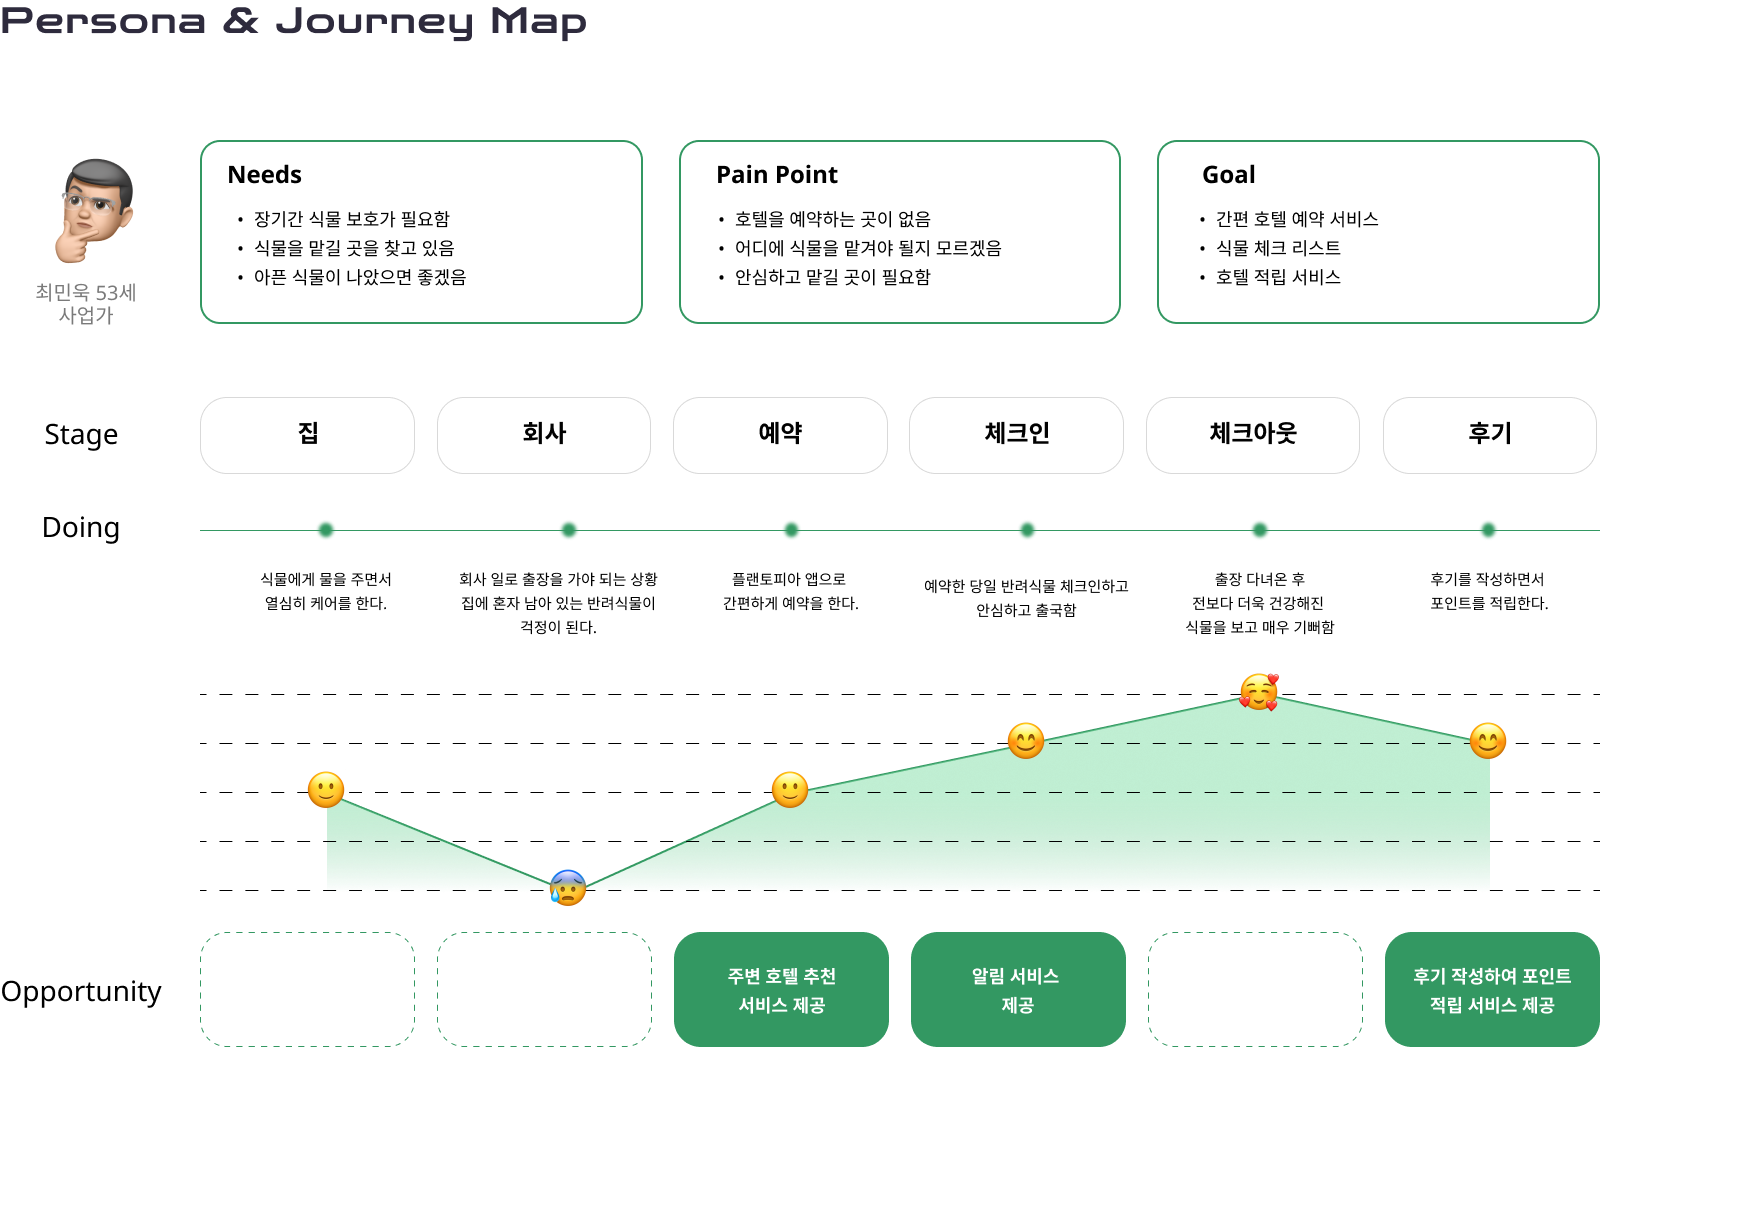 Persona & Journey Map
최민욱 53세
사업가
Needs
• 장기간 식물 보호가 필요함
• 식물을 맡길 곳을 찾고 있음
• 아픈 식물이 나았으면 좋겠음
Pain Point
• 호텔을 예약하는 곳이 없음
• 어디에 식물을 맡겨야 될지 모르겠음
• 안심하고 맡길 곳이 필요함
Goal
• 간편 호텔 예약 서비스
• 식물 체크 리스트
• 호텔 적립 서비스
Stage
집
회사
예약
체크인
체크아웃
후기
Doing
식물에게 물을 주면서
열심히 케어를 한다.
회사 일로 출장을 가야 되는 상황
집에 혼자 남아 있는 반려식물이
걱정이 된다.
플랜토피아 앱으로
간편하게 예약을 한다.
예약한 당일 반려식물 체크인하고
안심하고 출국함
출장 다녀온 후
전보다 더욱 건강해진
식물을 보고 매우 기뻐함
후기를 작성하면서
포인트를 적립한다.
Opportunity
주변 호텔 추천
서비스 제공
알림 서비스
제공
후기 작성하여 포인트
적립 서비스 제공